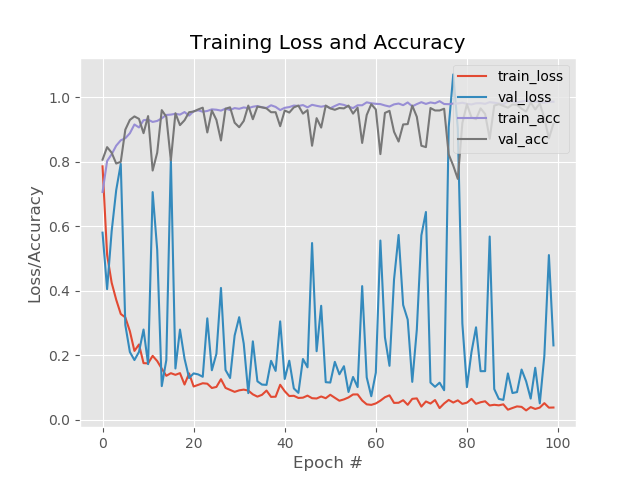 Training Loss and Accuracy
train_loss
val_loss
train_acc
val_acc
Loss/Accuracy
1.0
0.8
0.6
0.4
0.2
0.0
0 20 40 60 80 100
Epoch #